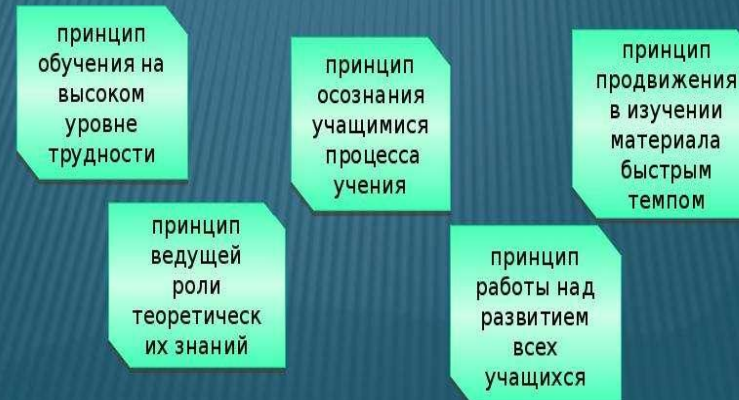 принцип
обучения на
высоком
уровне
трудности
принцип
осознания
учащимися
процесса
учения
принцип
продвижения
в изучении
материала
быстрым
темпом
принцип
ведущей
роли
теоретическ
их знаний
принцип
работы над
развитием
всех
учащихся